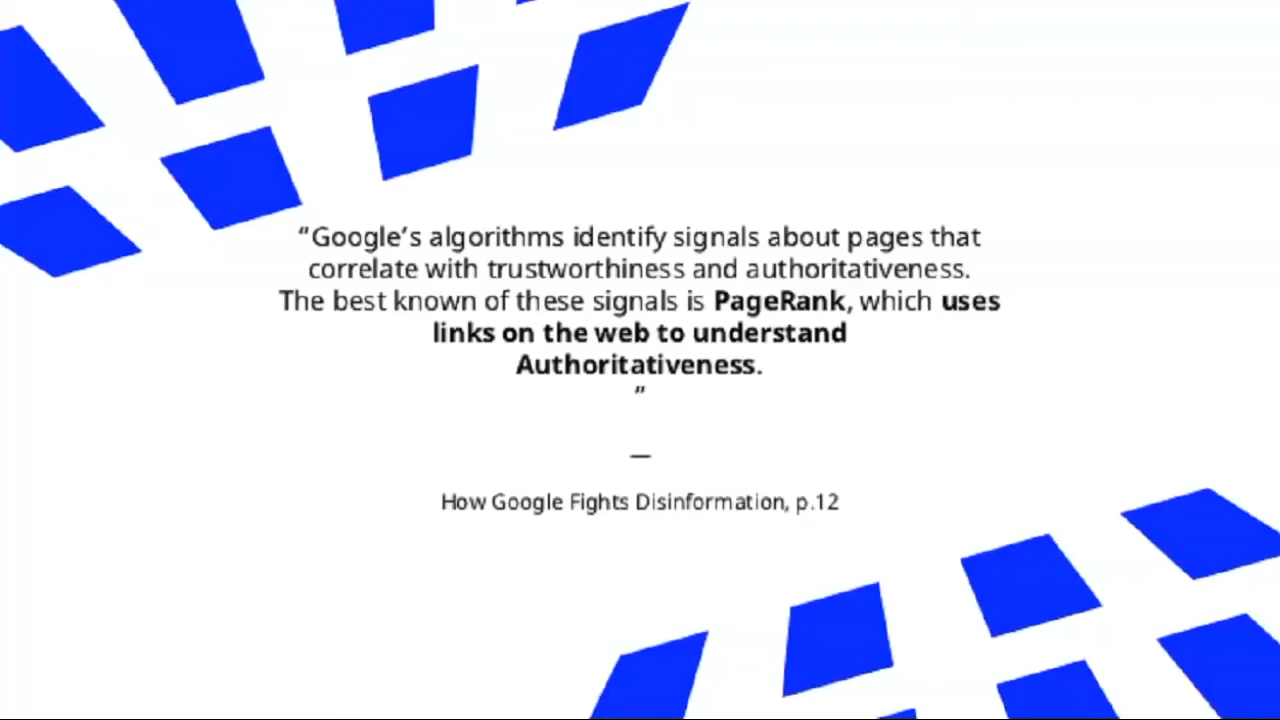 “Google’s algorithms identify signals about pages that
correlate with trustworthiness and authoritativeness.
The best known of these signals is PageRank, which uses
links on the web to understand
Authoritativeness.
”
—
How Google Fights Disinformation, p.12